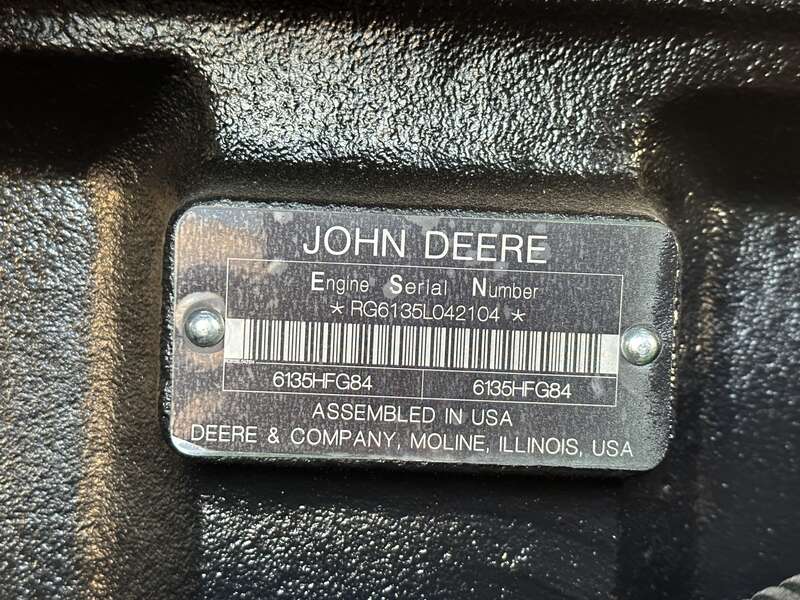 JOHN DEERE
Engine Serial Number
* RG6135L042104 *
6135HFG84 6135HFG84
ASSEMBLED IN USA
DEERE & COMPANY, MOLINE, ILLINOIS, USA